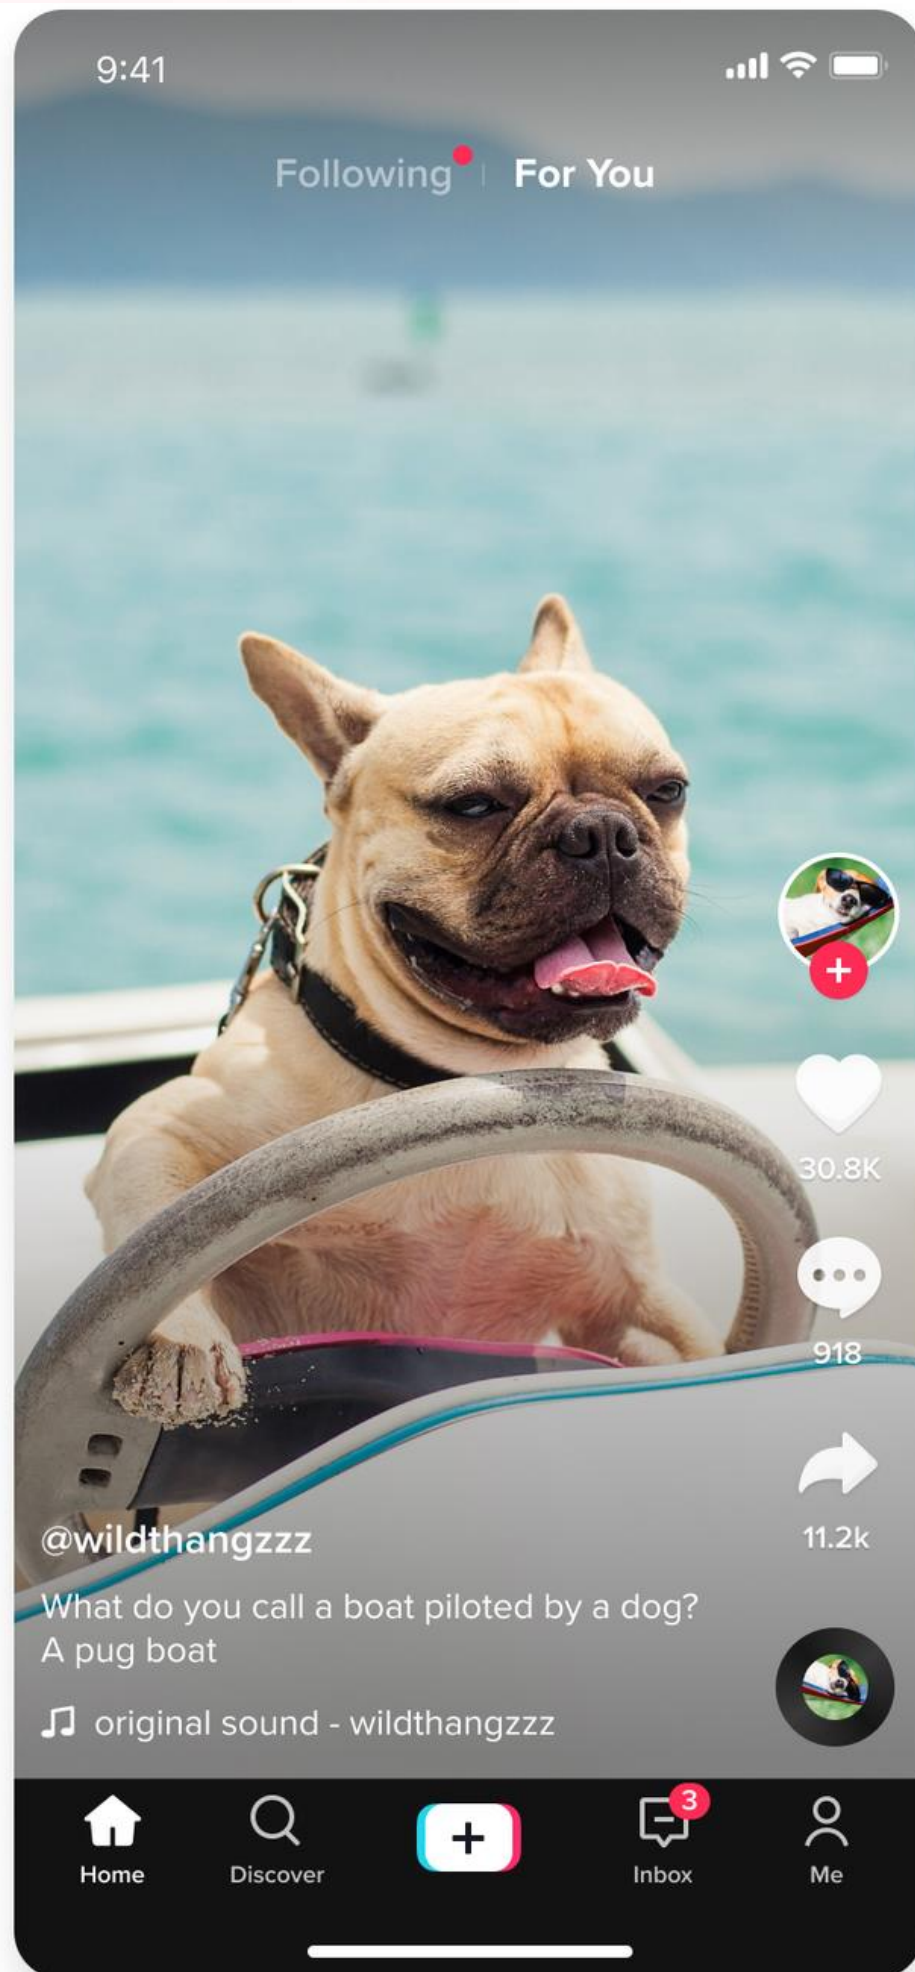 9:41
Following For You
30.8K
918
11.2k
@wildthangzzz
What do you call a boat piloted by a dog?
A pug boat
original sound - wildthangzzz
3
Home Discover Inbox Me